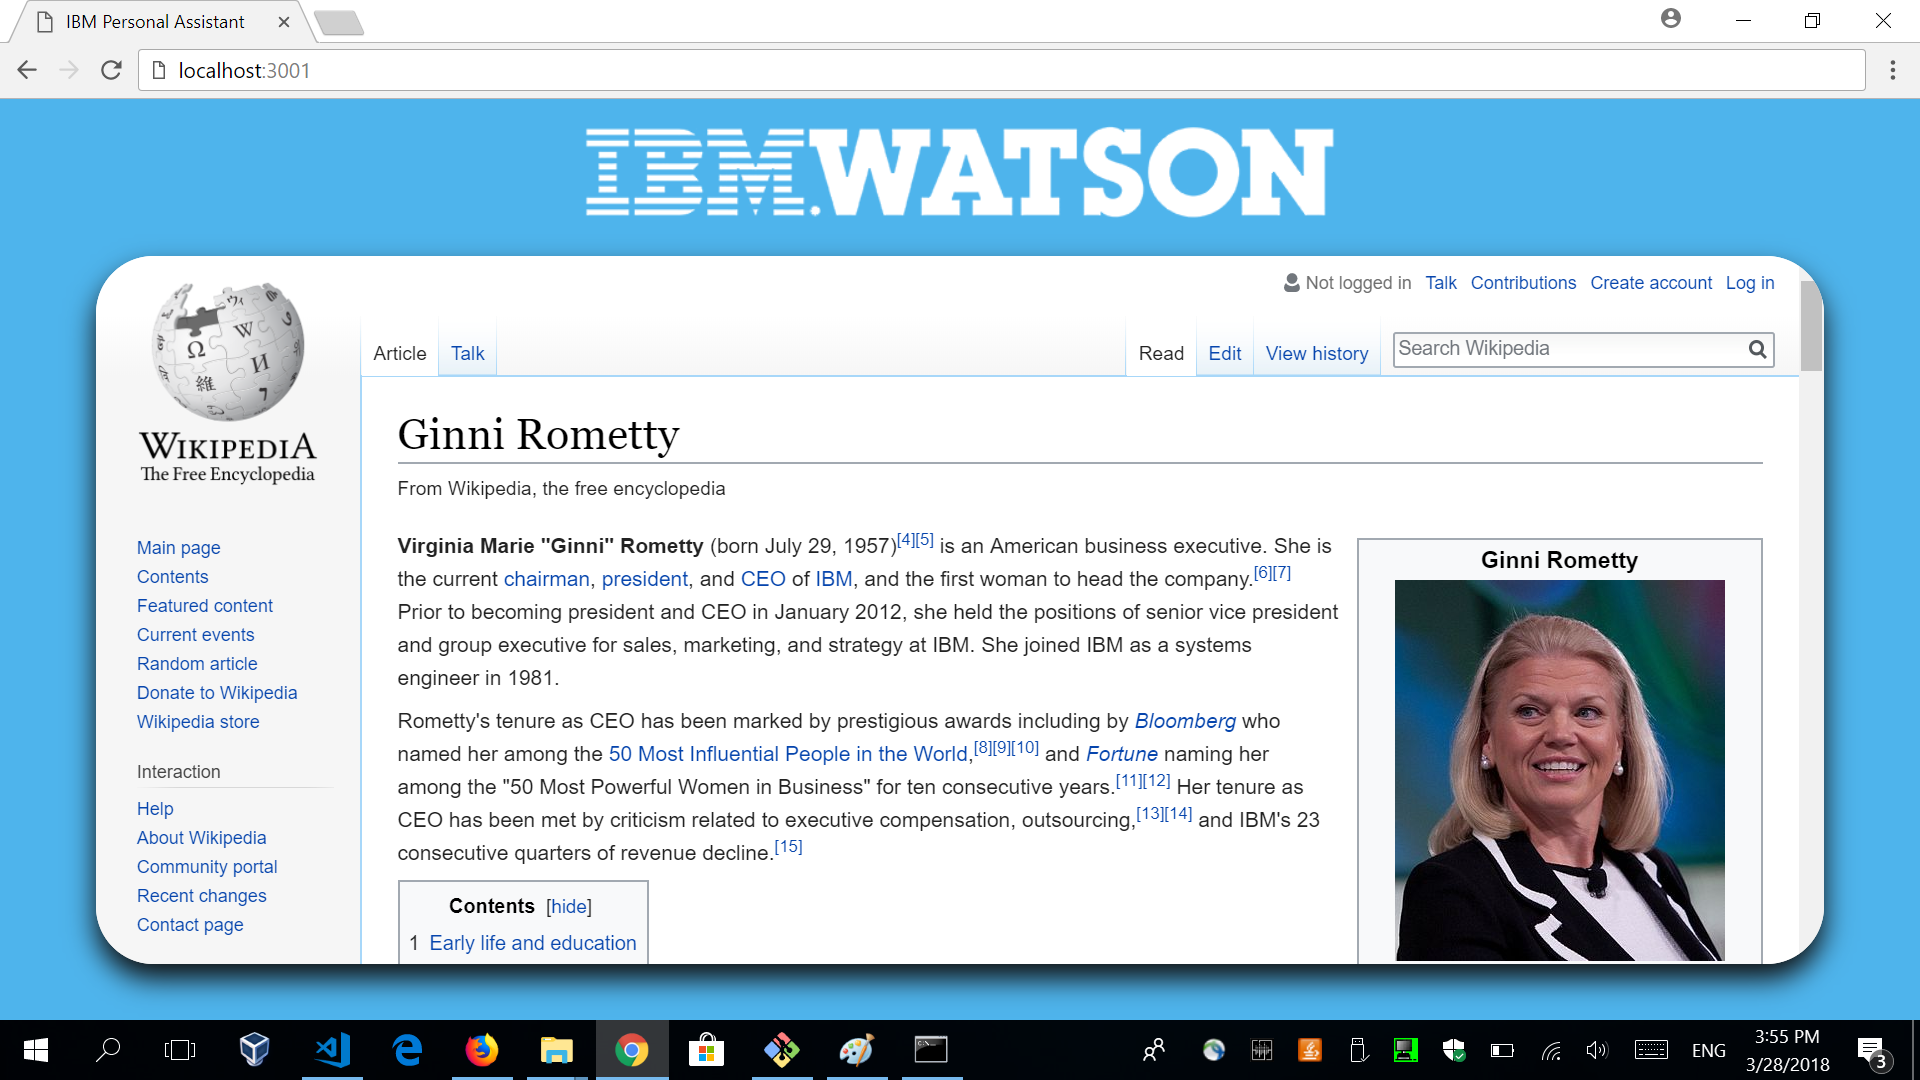 IBM Personal Assistant
localhost:3001
IBM.WATSON
Not logged in Talk Contributions Create account Log in
Article Talk Read Edit View history Search Wikipedia
WIKIPEDIA
The Free Encyclopedia
Main page
Contents
Featured content
Current events
Random article
Donate to Wikipedia
Wikipedia store
Interaction
Help
About Wikipedia
Community portal
Recent changes
Contact page
Ginni Rometty
From Wikipedia, the free encyclopedia
Virginia Marie "Ginni" Rometty (born July 29, 1957)[4][5] is an American business executive. She is
the current chairman, president, and CEO of IBM, and the first woman to head the company.[6][7]
Prior to becoming president and CEO in January 2012, she held the positions of senior vice president
and group executive for sales, marketing, and strategy at IBM. She joined IBM as a systems
engineer in 1981.
Rometty's tenure as CEO has been marked by prestigious awards including by Bloomberg who
named her among the 50 Most Influential People in the World,[8][9][10] and Fortune naming her
among the "50 Most Powerful Women in Business" for ten consecutive years.[11][12] Her tenure as
CEO has been met by criticism related to executive compensation, outsourcing,[13][14] and IBM's 23
consecutive quarters of revenue decline.[15]
Contents [hide]
1 Early life and education
Ginni Rometty
ENG
3:55 PM
3/28/2018
3